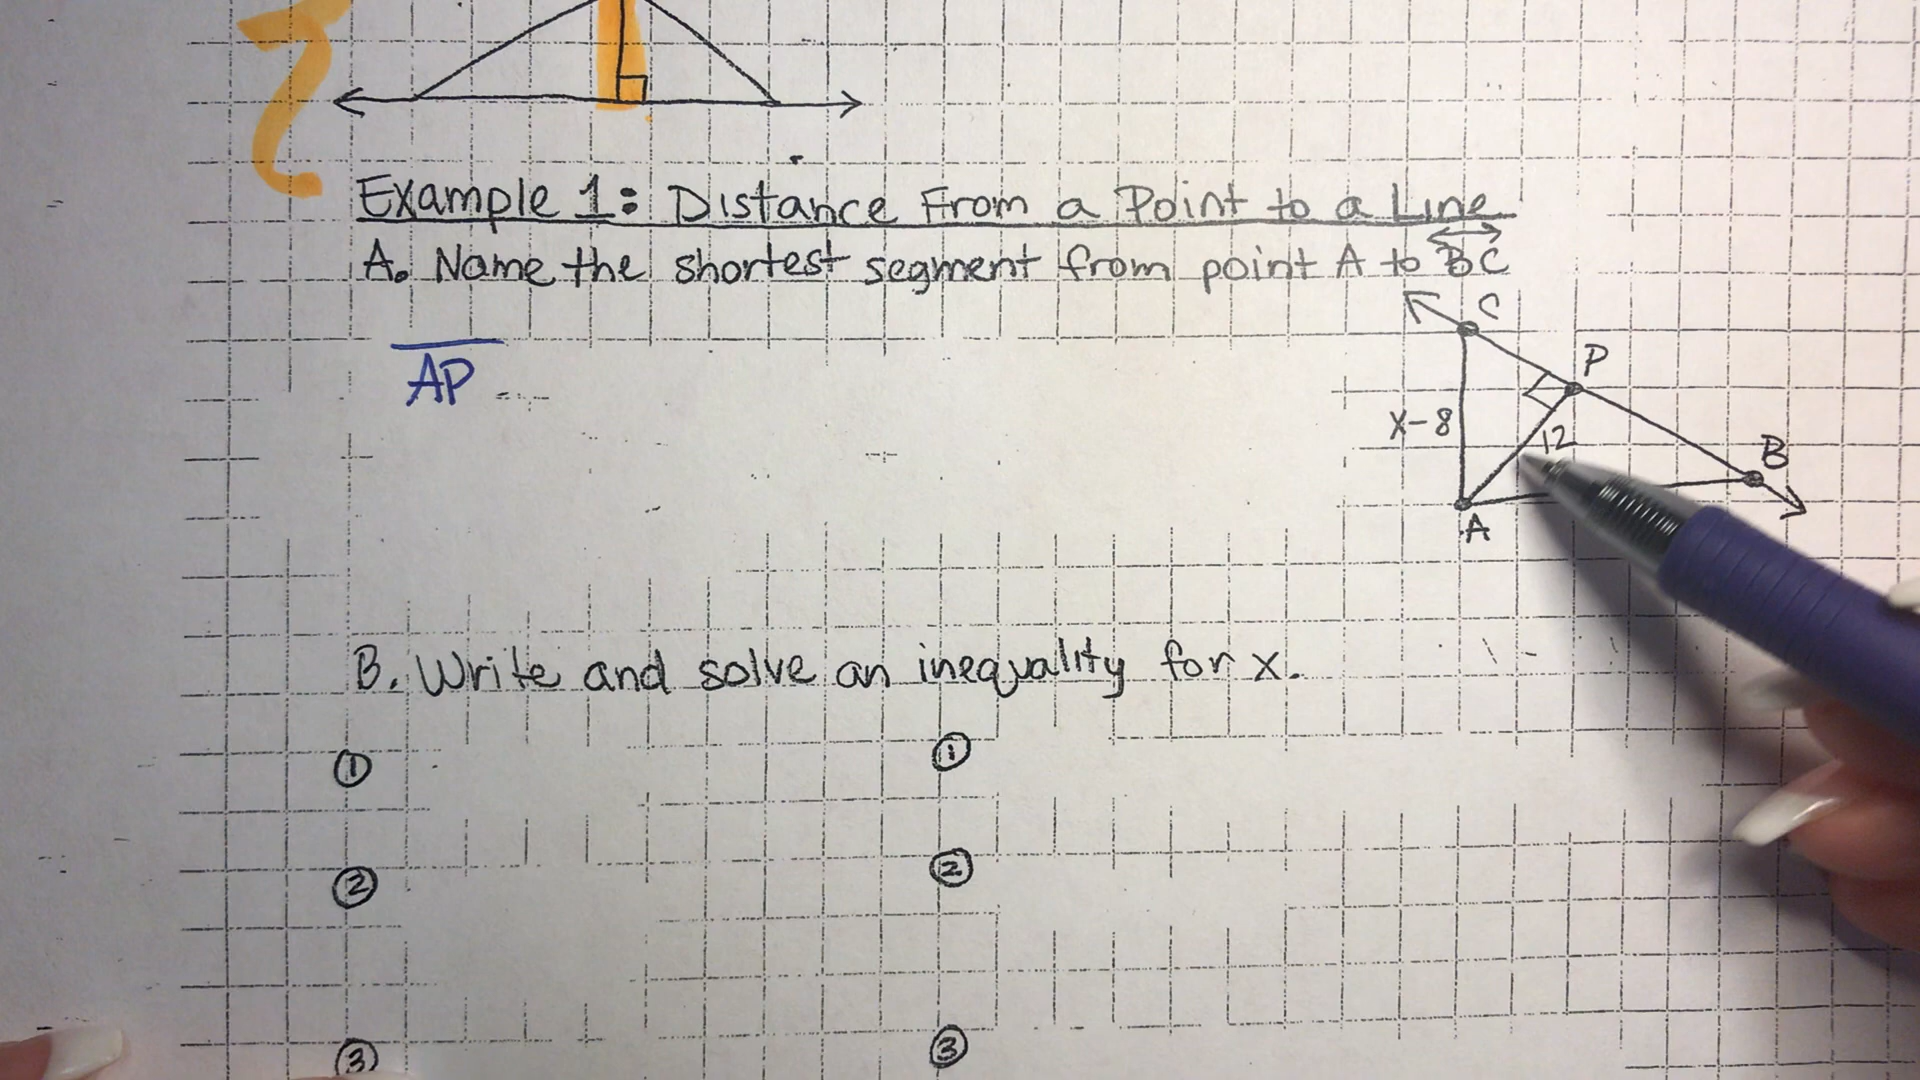 Example 1: Distance From a Point to a Line
A. Name the shortest segment from point A to BC
C
P
AP
x-8
12
B
A
B. Write and solve an inequality for x.
1
1
2
2
3
3